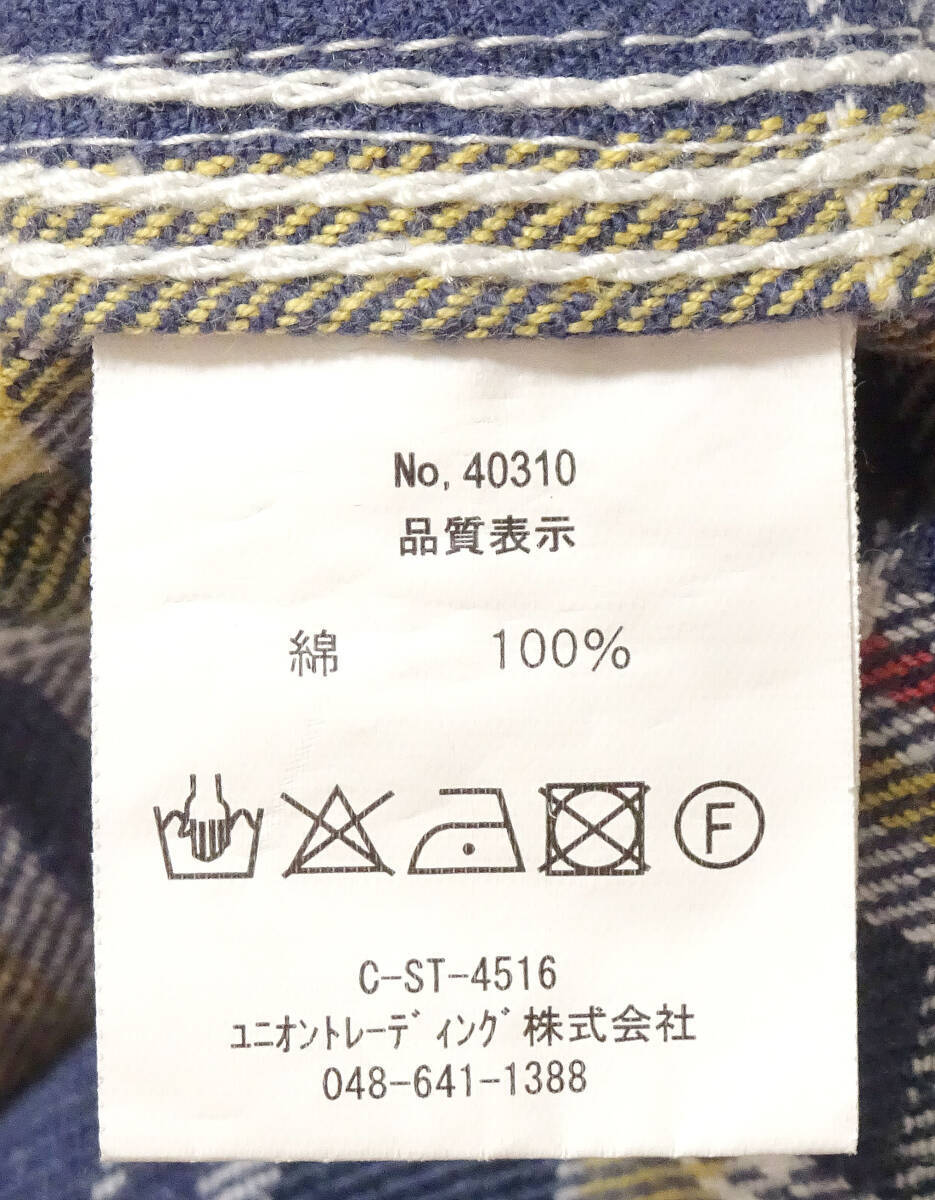 No, 40310
品質表示
綿 100%
F
C-ST-4516
ﾕﾆｵﾝﾄﾚｰﾃﾞｨﾝｸﾞ株式会社
048-641-1388